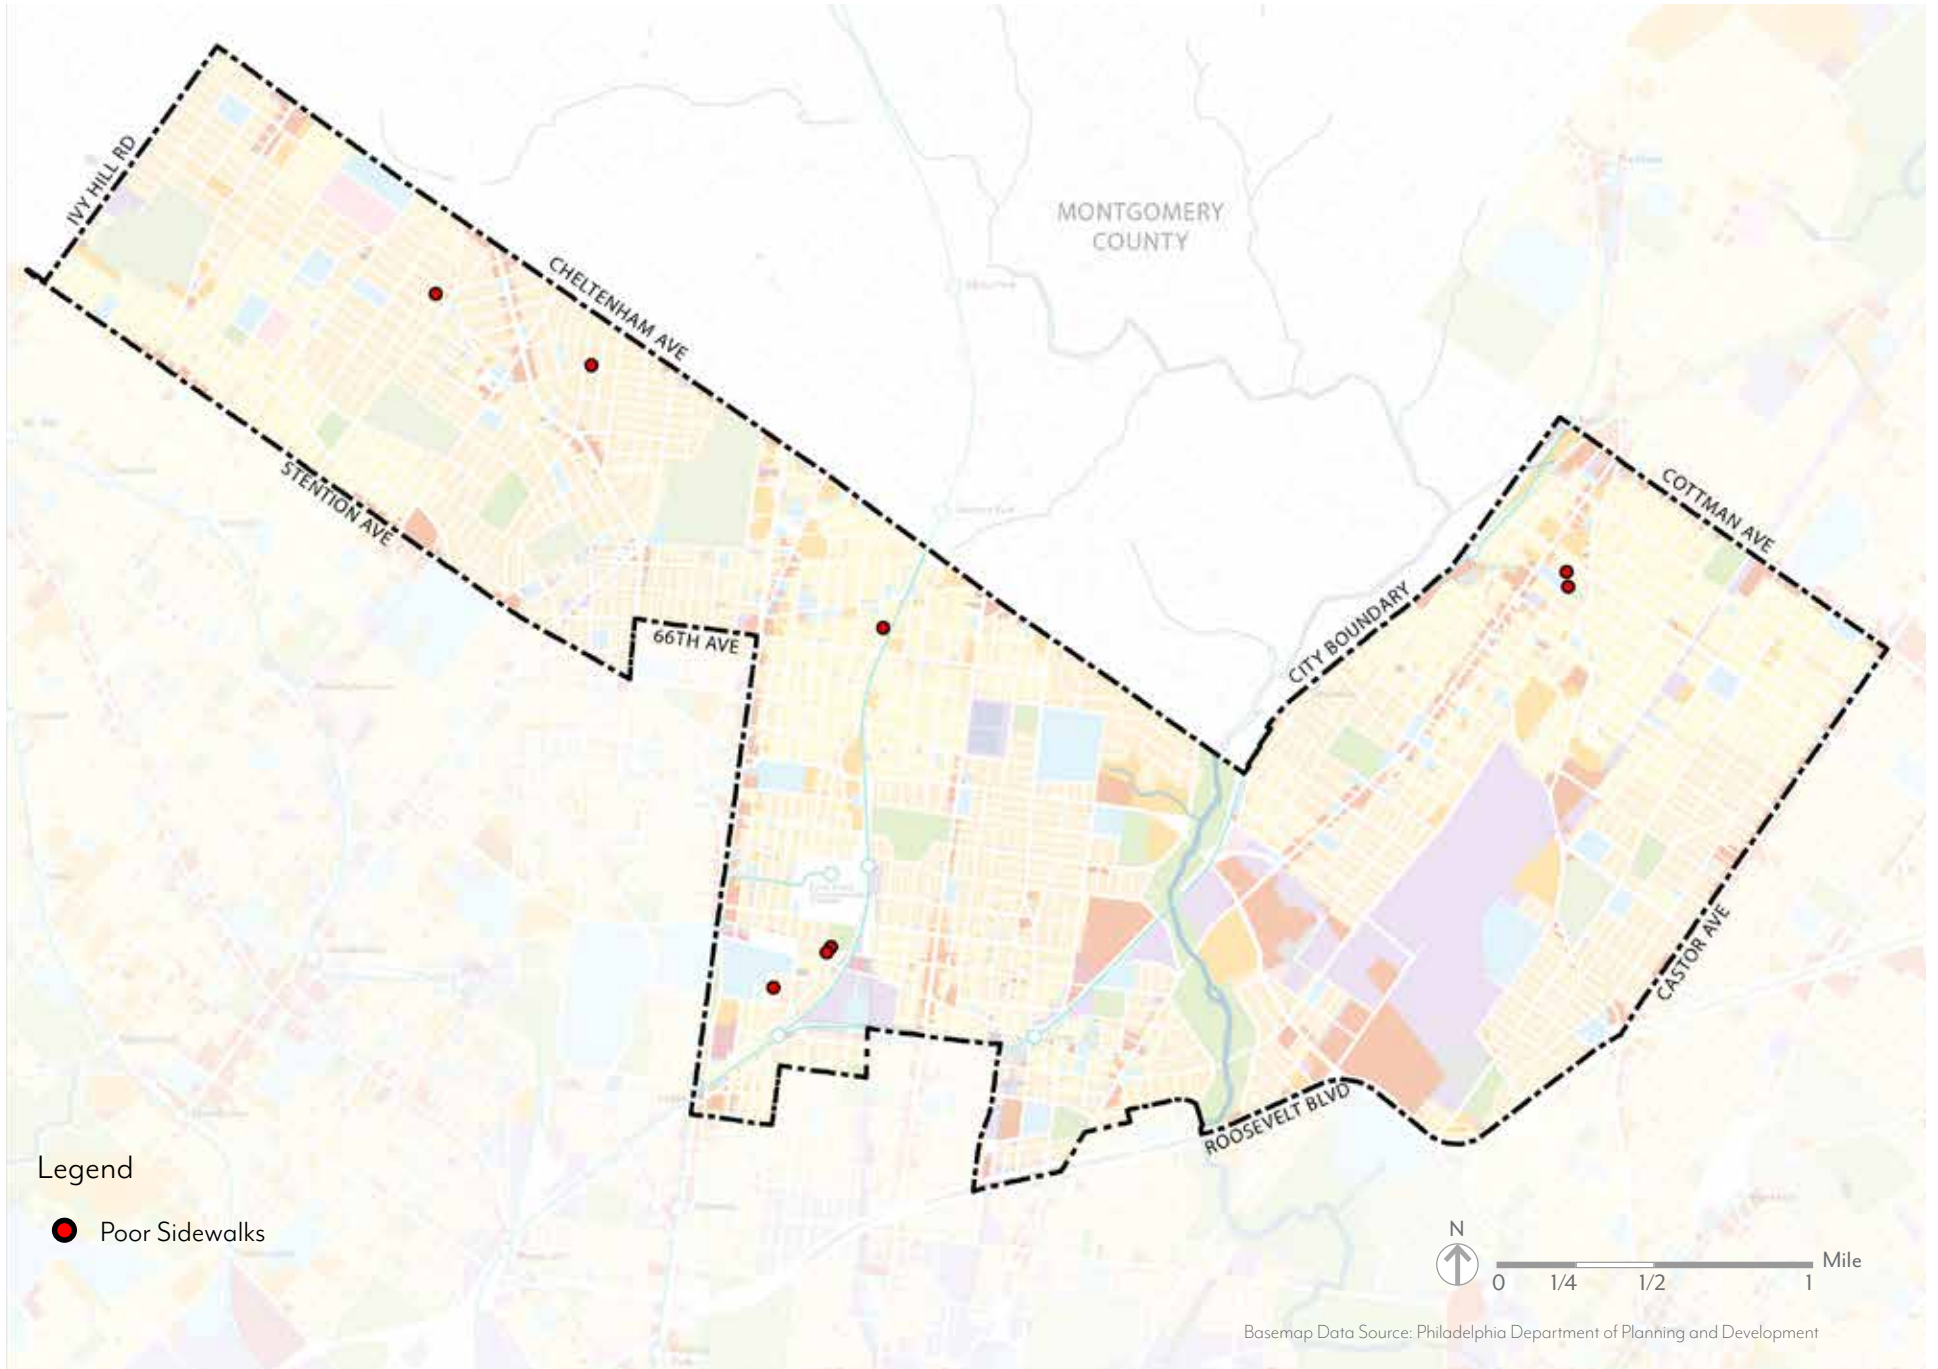 IVY HILL RD
MONTGOMERY
COUNTY
CHELTENHAM AVE
STENTION AVE
COTTMAN AVE
CITY BOUNDARY
66TH AVE
CASTOR AVE
ROOSEVELT BLVD
Legend
Poor Sidewalks
N
Mile
0 1/4 1/2 1
Basemap Data Source: Philadelphia Department of Planning and Development